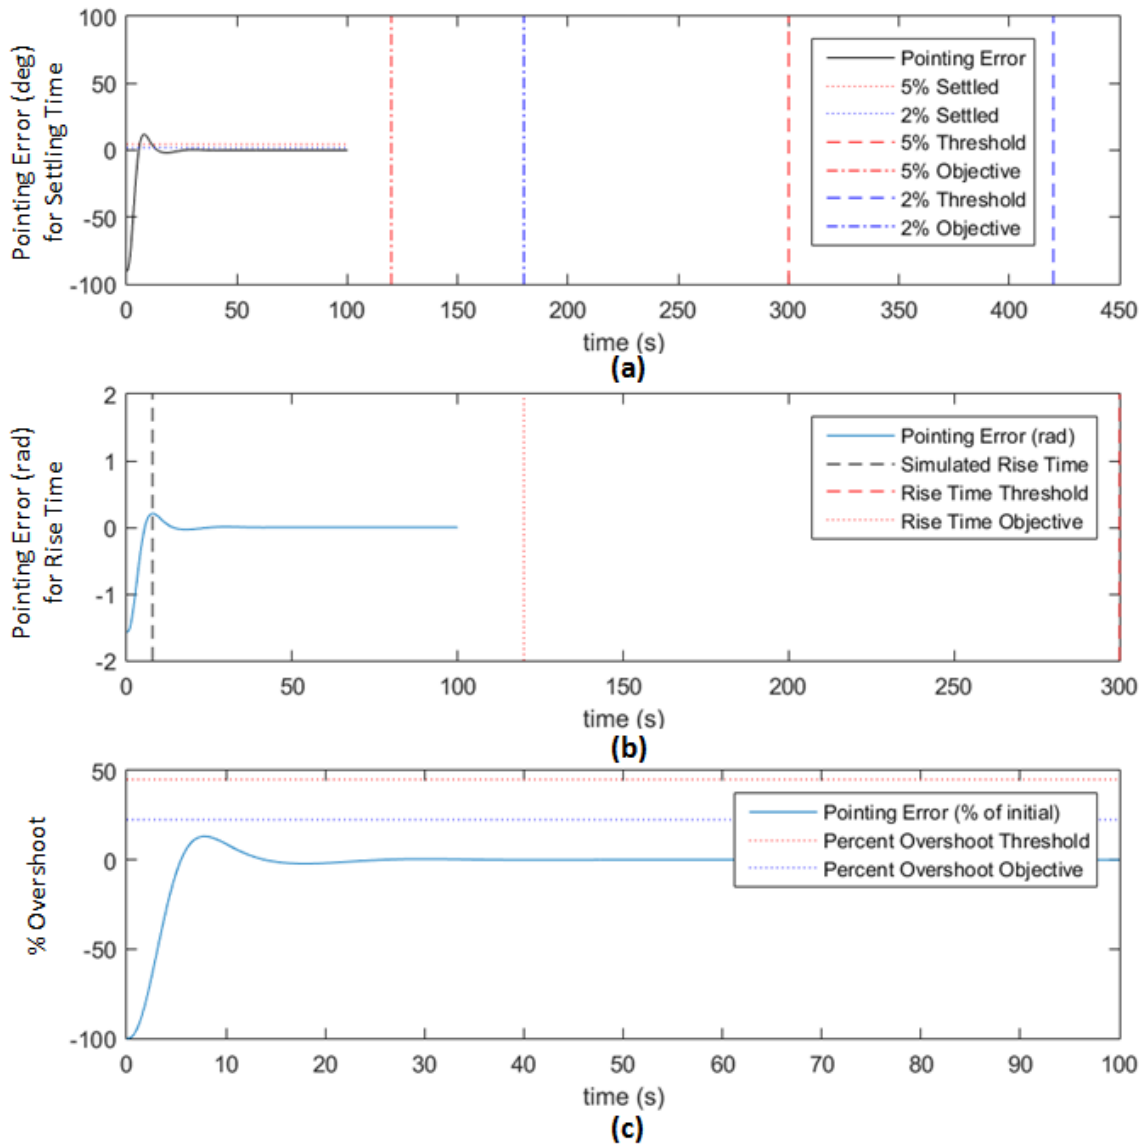 Pointing Error (deg)
for Settling Time
100
50
0
-50
-100
Pointing Error
5% Settled
2% Settled
5% Threshold
5% Objective
2% Threshold
2% Objective
0 50 100 150 200 250 300 350 400 450
time (s)
(a)
Pointing Error (rad)
for Rise Time
2
1
0
-1
-2
Pointing Error (rad)
Simulated Rise Time
Rise Time Threshold
Rise Time Objective
0 50 100 150 200 250 300
time (s)
(b)
% Overshoot
50
0
-50
-100
Pointing Error (% of initial)
Percent Overshoot Threshold
Percent Overshoot Objective
0 10 20 30 40 50 60 70 80 90 100
time (s)
(c)